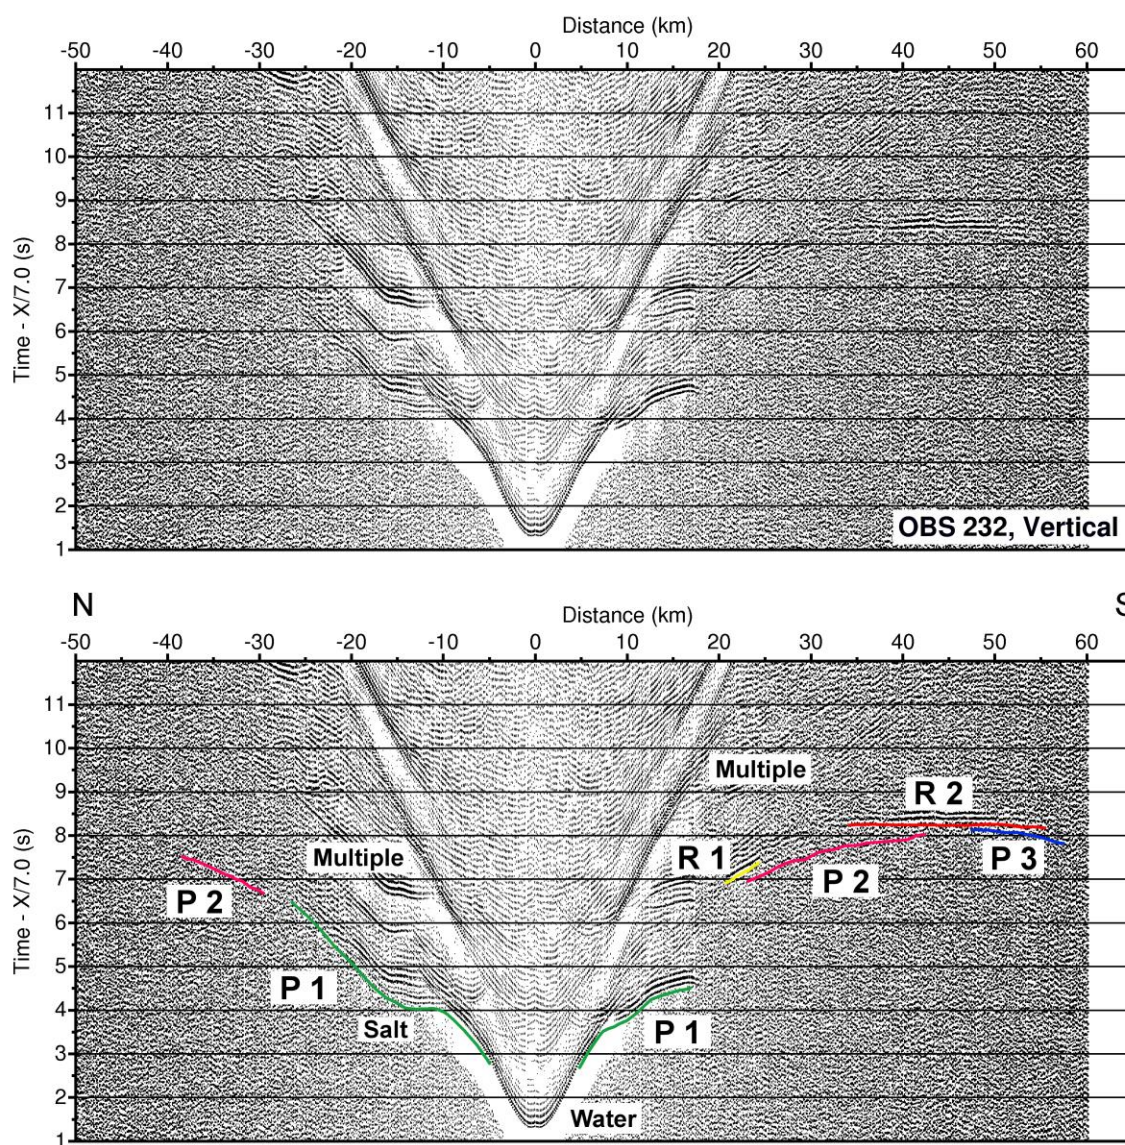 Distance (km)
-50 -40 -30 -20 -10 0 10 20 30 40 50 60
Time - X/7.0 (s)
11
10
9
8
7
6
5
4
3
2
1
OBS 232, Vertical
N
S
Distance (km)
-50 -40 -30 -20 -10 0 10 20 30 40 50 60
Time - X/7.0 (s)
11
10
9
8
7
6
5
4
3
2
1
Multiple
R 2
Multiple
R 1
P 3
P 2
P 2
P 1
Salt
P 1
Water